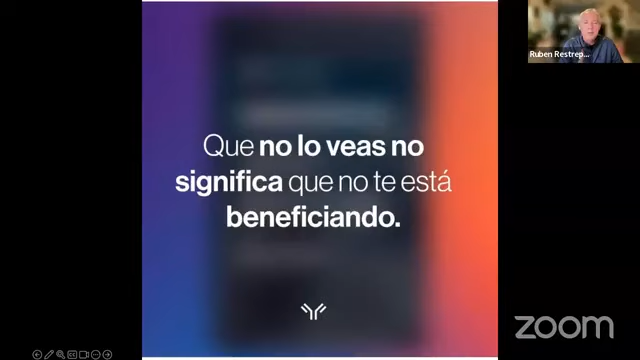 Ruben Restrep...
Que no lo veas no
significa que no te está
beneficiando.
zoom